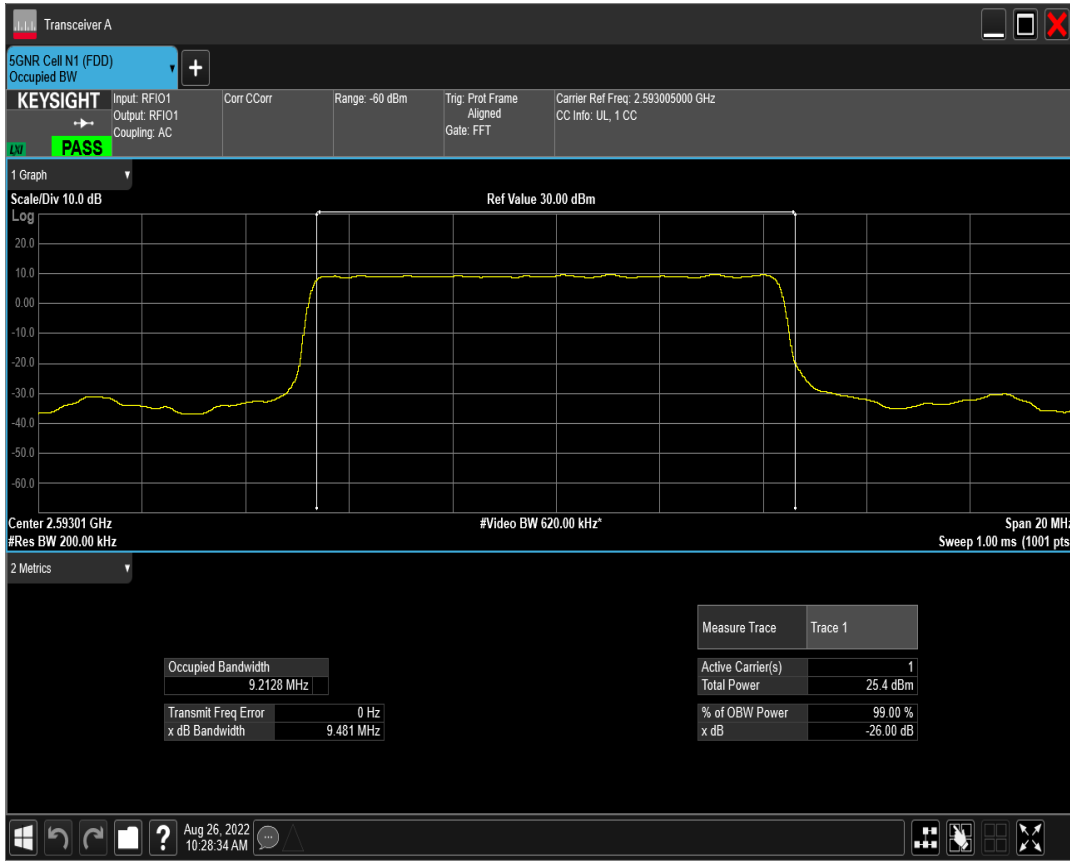 Transceiver A
5GNR Cell N1 (FDD)
Occupied BW
+
KEYSIGHT
LXI
PASS
Input: RFIO1
Output: RFIO1
Coupling: AC
Corr CCorr
Range: -60 dBm
Trig: Prot Frame
Aligned
Gate: FFT
Carrier Ref Freq: 2.593005000 GHz
CC Info: UL, 1 CC
1 Graph
Scale/Div 10.0 dB
Ref Value 30.00 dBm
Log
20.0
10.0
0.00
-10.0
-20.0
-30.0
-40.0
-50.0
-60.0
Center 2.59301 GHz
#Video BW 620.00 kHz*
Span 20 MHz
#Res BW 200.00 kHz
Sweep 1.00 ms (1001 pts
2 Metrics
Measure Trace Trace 1
Occupied Bandwidth
9.2128 MHz
Active Carrier(s) 1
Total Power 25.4 dBm
Transmit Freq Error 0 Hz
x dB Bandwidth 9.481 MHz
% of OBW Power 99.00 %
x dB -26.00 dB
?
Aug 26, 2022
10:28:34 AM